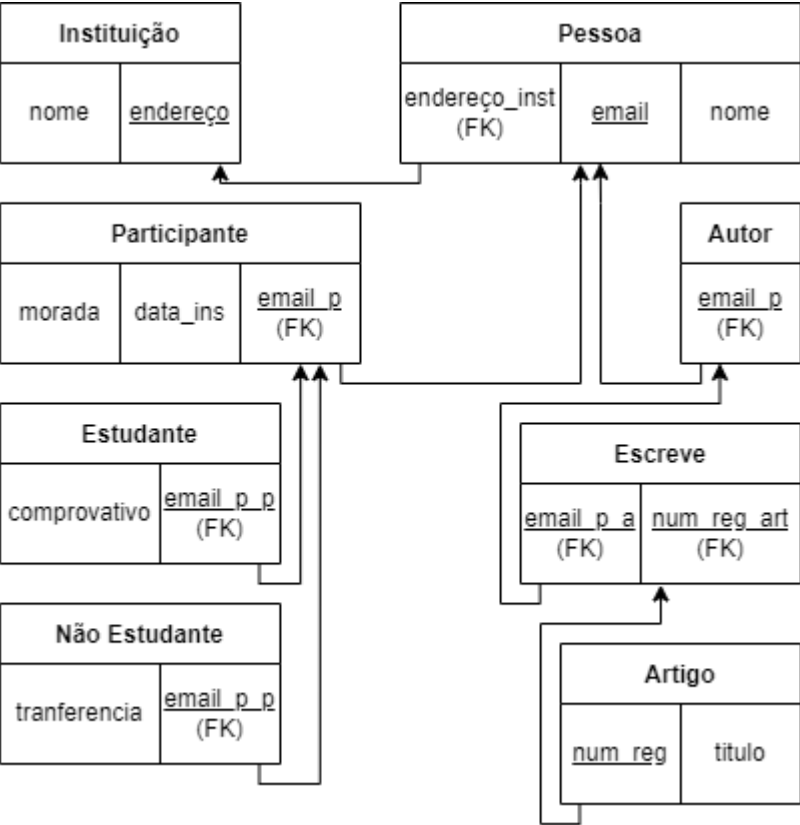 Instituição
nome
endereço
Pessoa
endereço_inst
(FK)
email
nome
Participante
morada
data_ins
email_p
(FK)
Autor
email_p
(FK)
Estudante
comprovativo
email_p_p
(FK)
Escreve
email_p_a
(FK)
num_reg_art
(FK)
Não Estudante
tranferencia
email_p_p
(FK)
Artigo
num_reg
titulo